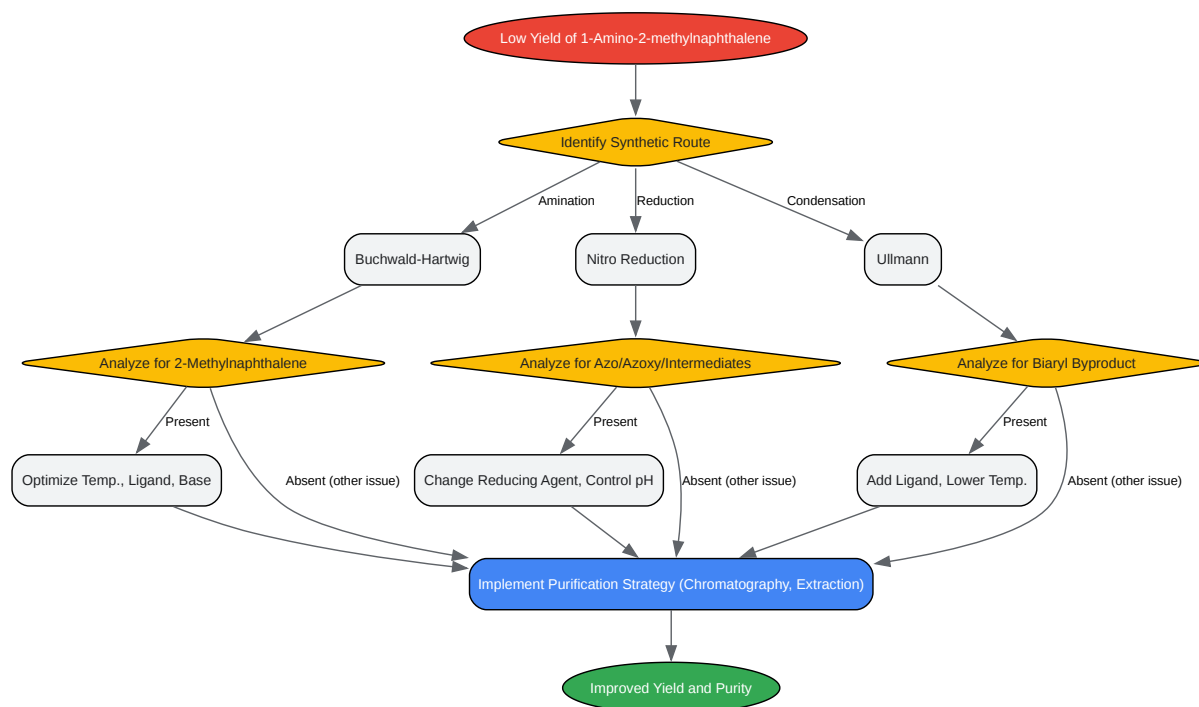 Low Yield of 1-Amino-2-methylnaphthalene
Identify Synthetic Route
Amination
Reduction
Condensation
Buchwald-Hartwig
Nitro Reduction
Ullmann
Analyze for 2-Methylnaphthalene
Analyze for Azo/Azoxy/Intermediates
Analyze for Biaryl Byproduct
Present
Present
Present
Optimize Temp., Ligand, Base
Absent (other issue)
Change Reducing Agent, Control pH
Absent (other issue)
Add Ligand, Lower Temp.
Absent (other issue)
Implement Purification Strategy (Chromatography, Extraction)
Improved Yield and Purity